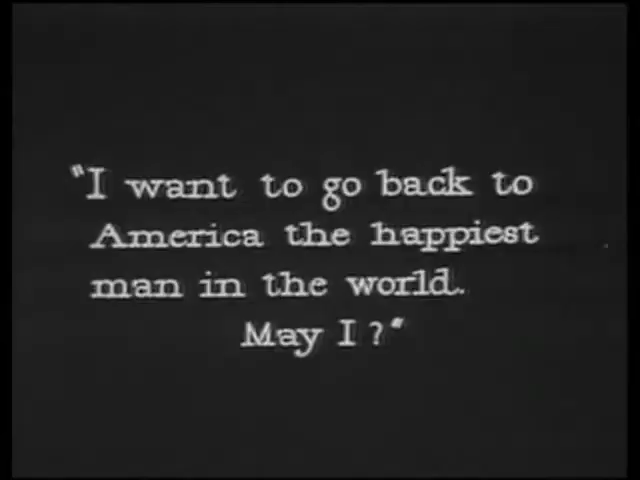 "I want to go back to
America the happiest
man in the world.
May I?"